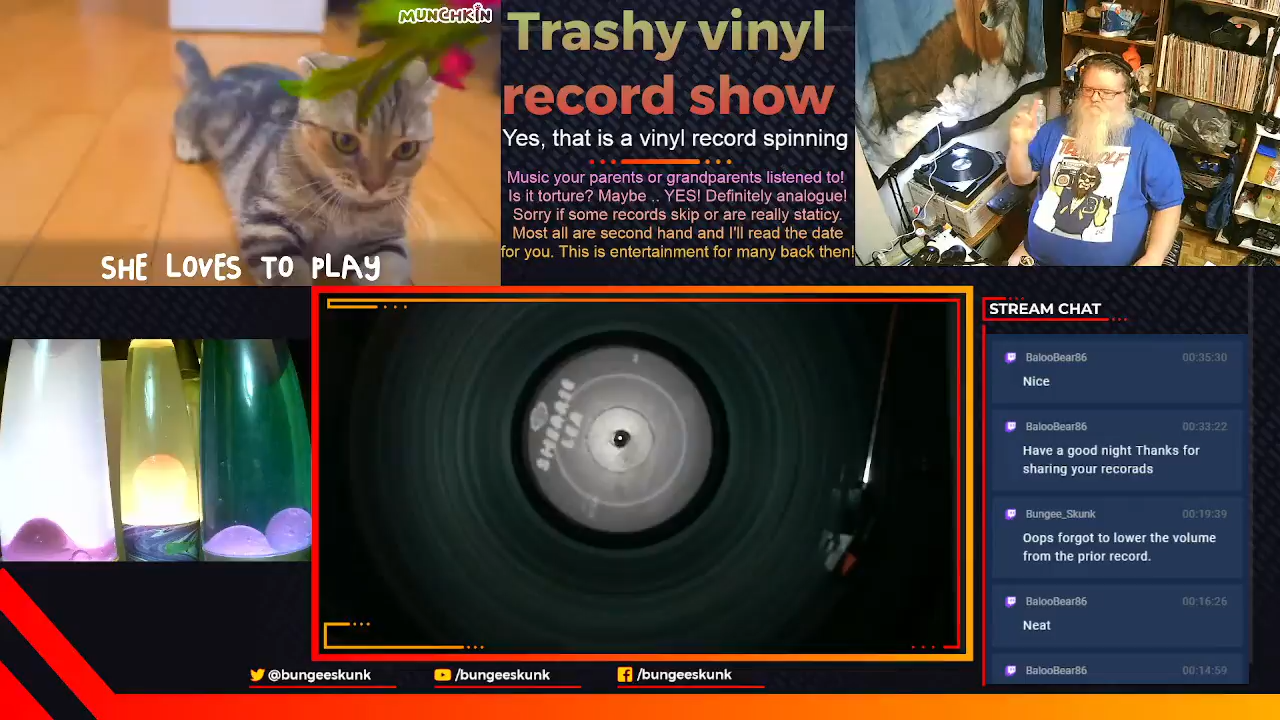 MUNCHKIN
SHE LOVES TO PLAY
Trashy vinyl
record show
Yes, that is a vinyl record spinning
Music your parents or grandparents listened to!
Is it torture? Maybe .. YES! Definitely analogue!
Sorry if some records skip or are really staticy.
Most all are second hand and I'll read the date
for you. This is entertainment for many back then!
STREAM CHAT
BalooBear86 00:35:30
Nice
BalooBear86 00:33:22
Have a good night Thanks for
sharing your recorads
Bungee_Skunk 00:19:39
Oops forgot to lower the volume
from the prior record.
BalooBear86 00:16:26
Neat
BalooBear86 00:14:59
@bungeeskunk
/bungeeskunk
/bungeeskunk